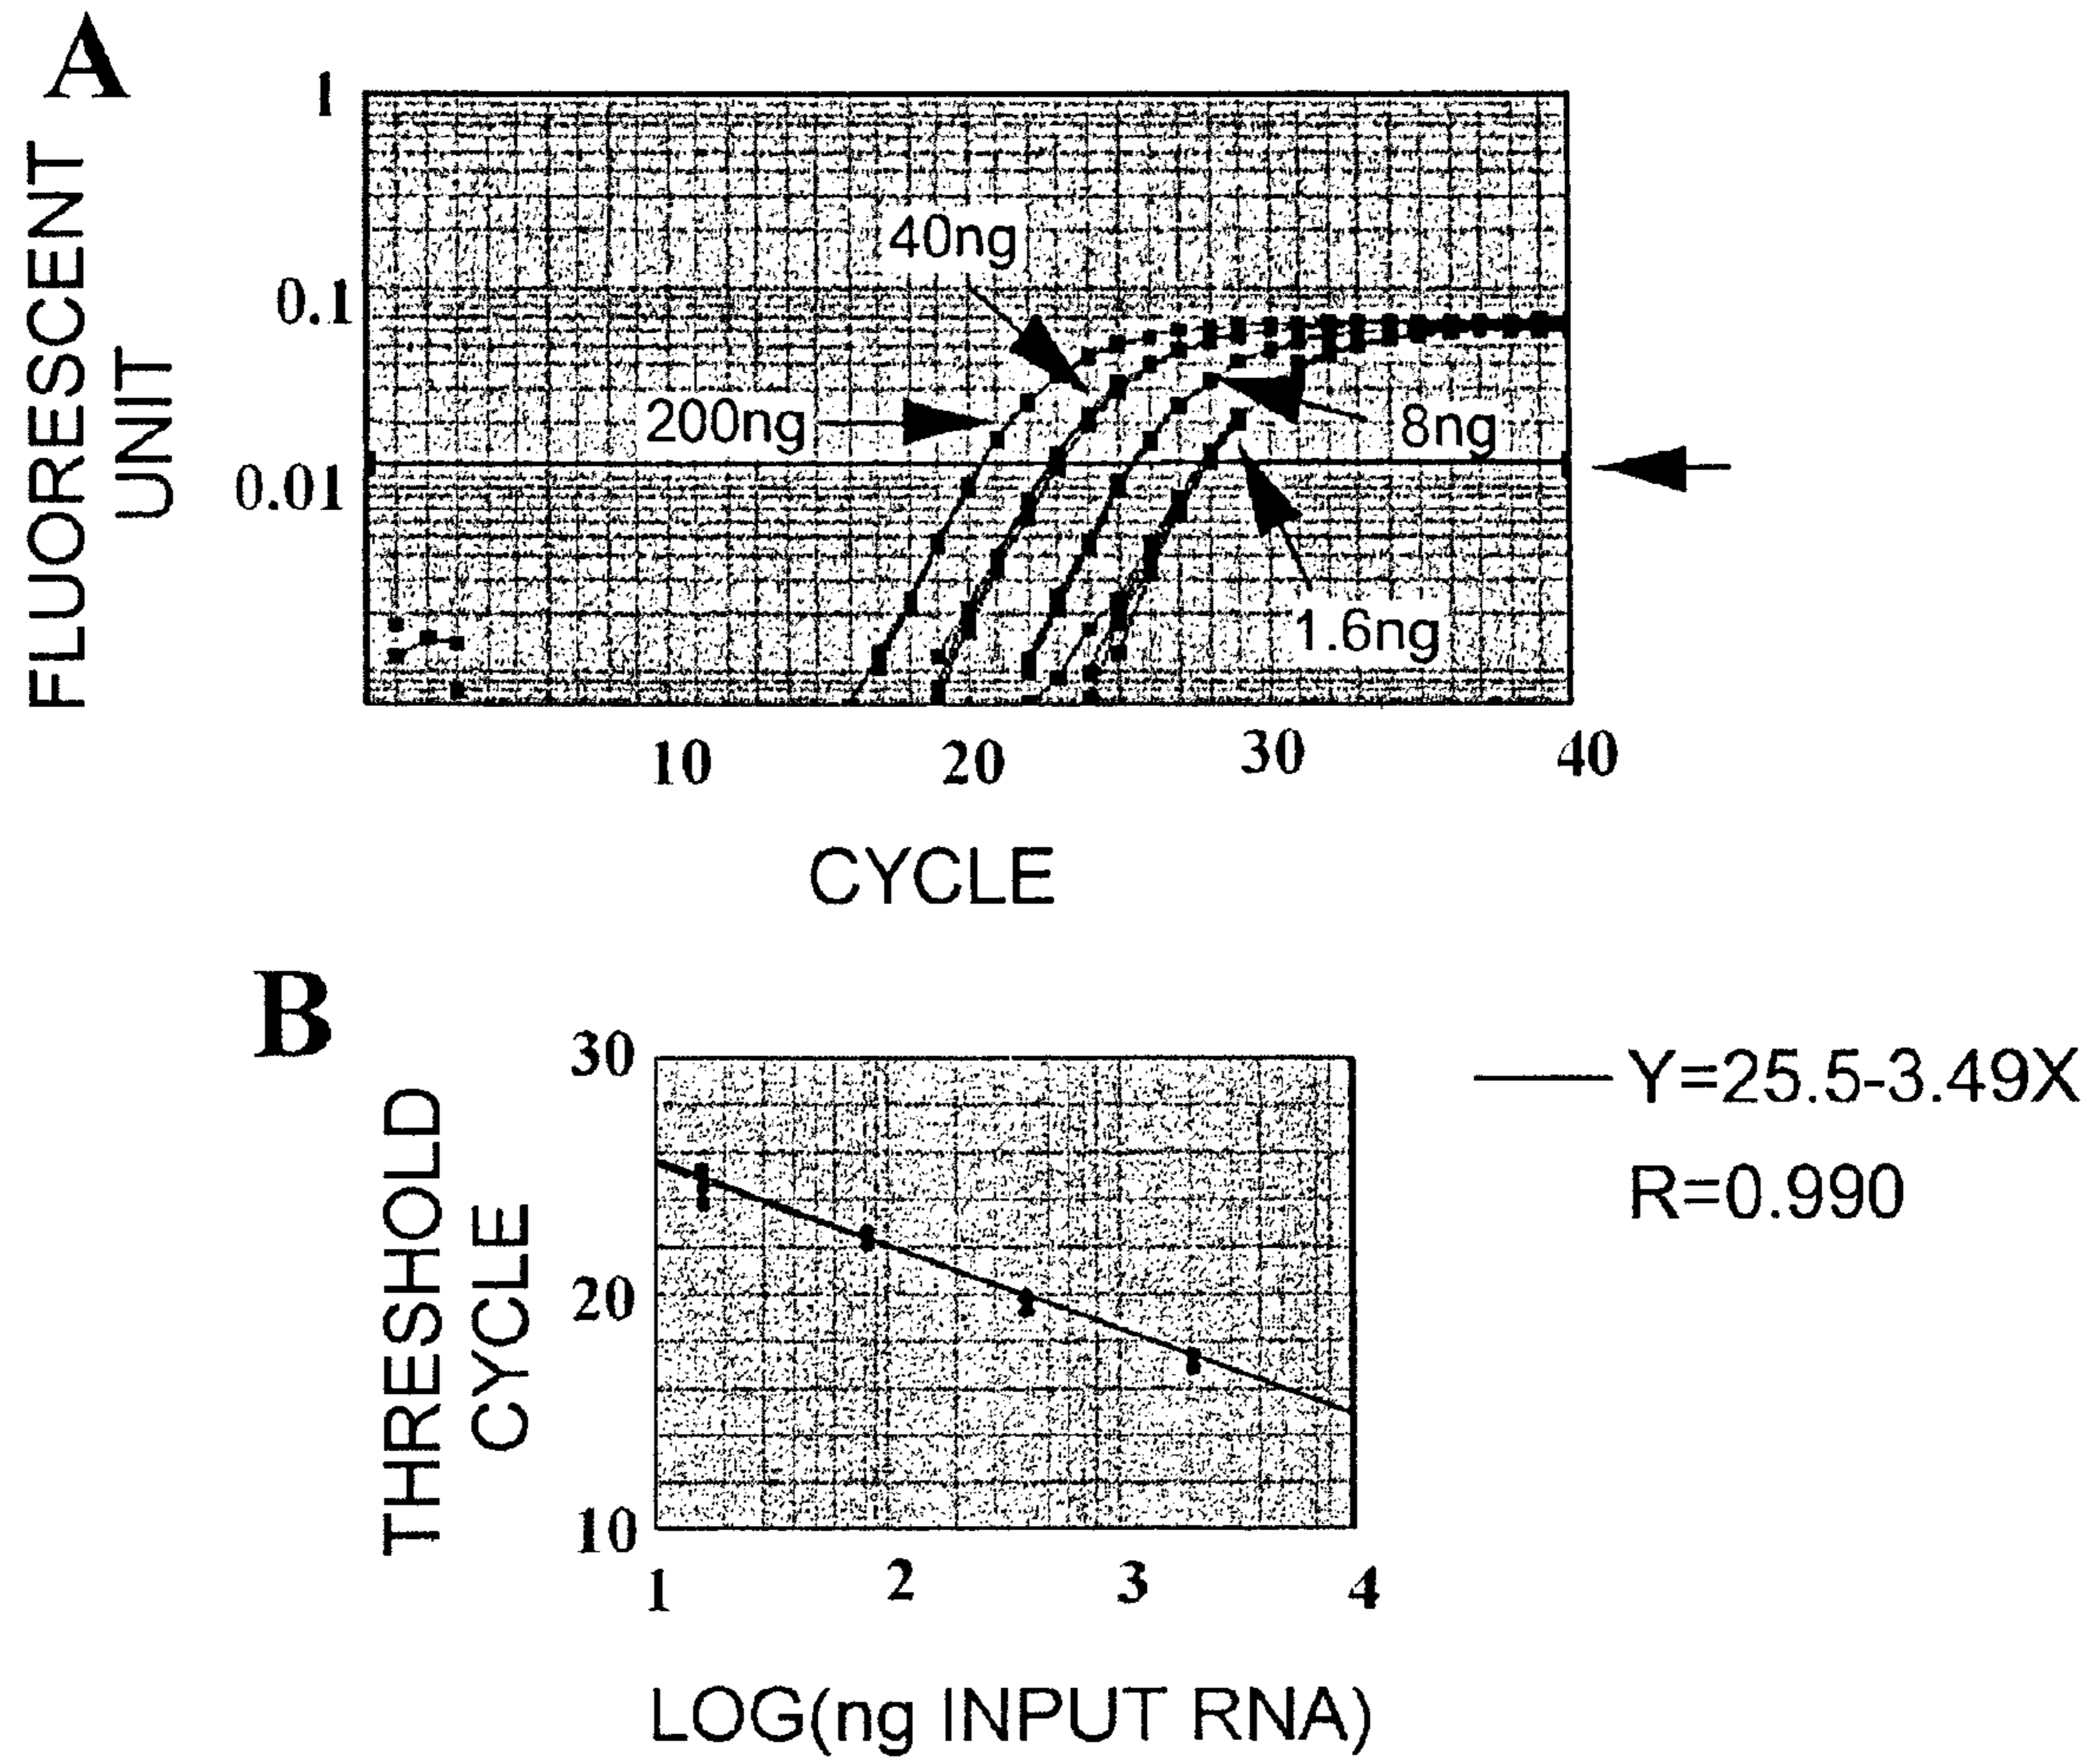 A
1
0.1
0.01
FLUORESCENT
UNIT
40ng
200ng
8ng
1.6ng
10 20 30 40
CYCLE
B
30
20
10
THRESHOLD
CYCLE
Y=25.5-3.49X
R=0.990
1 2 3 4
LOG(ng INPUT RNA)